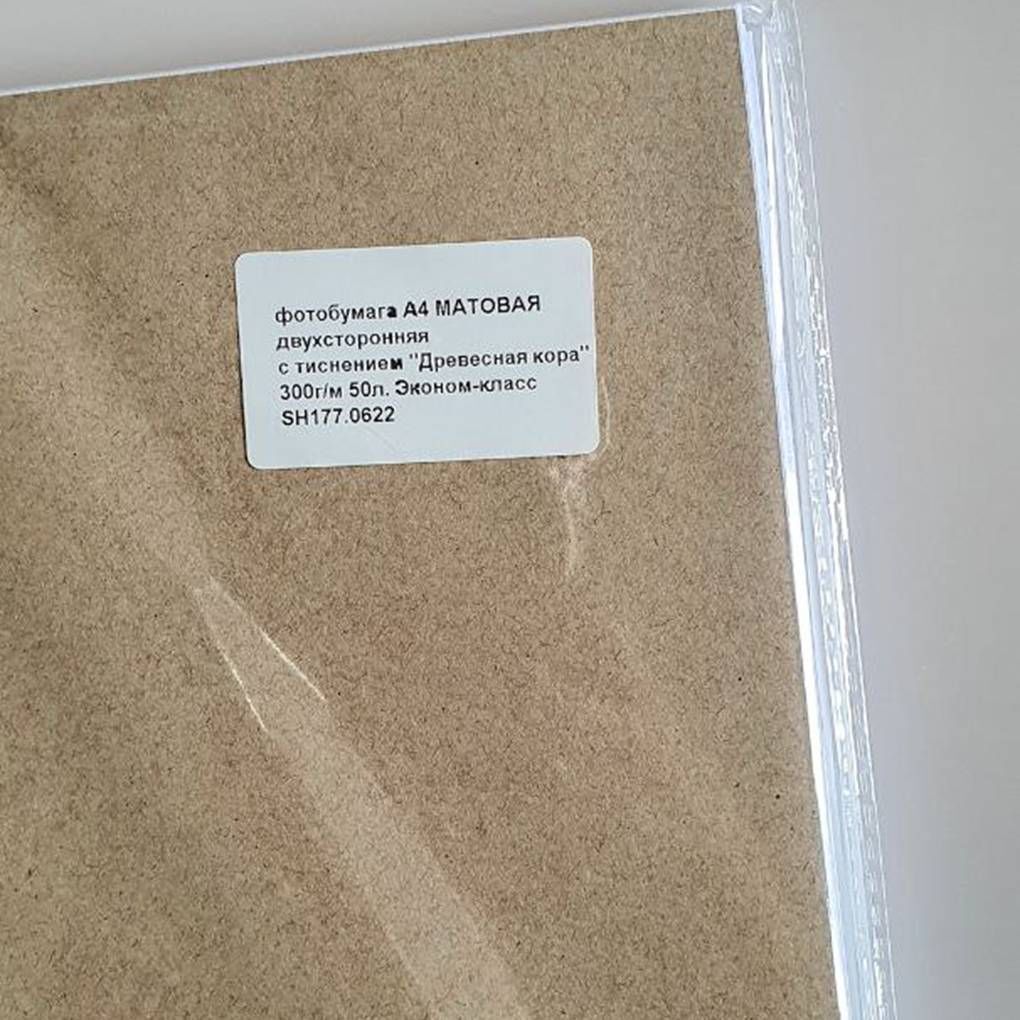 фотобумага А4 МАТОВАЯ
двухсторонняя
с тиснением "Древесная кора"
300г/м 50л. Эконом-класс
SH177.0622